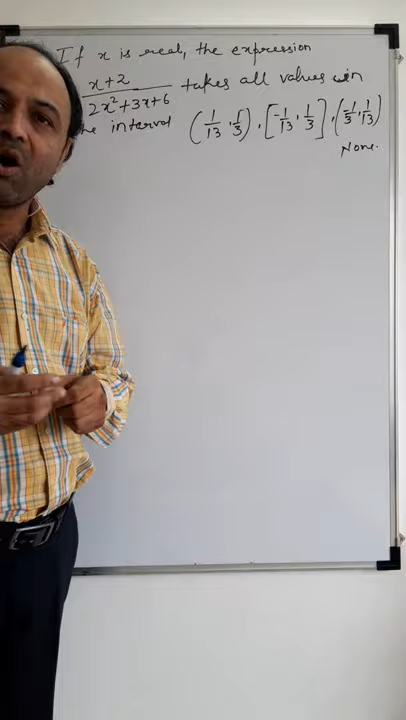 If x is real, the expression
x+2 / 2x²+3x+6 takes all values in
the interval (1/13, 1/3), [-1/13, 1/3], (-1/3, 1/13)
None.